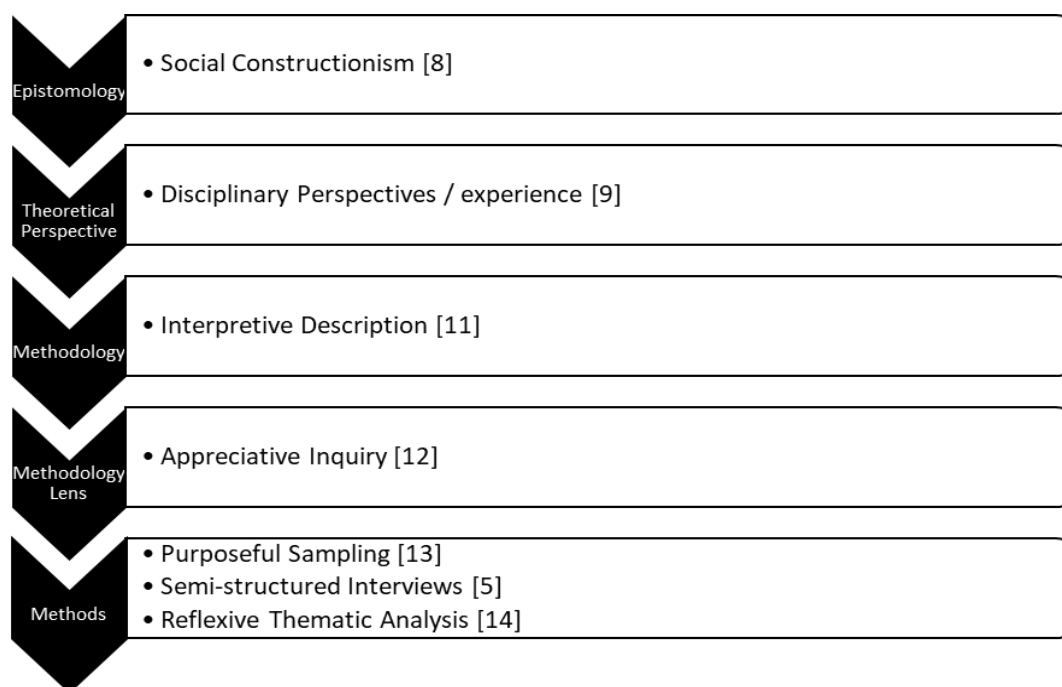 Epistomology
• Social Constructionism [8]
Theoretical
Perspective
• Disciplinary Perspectives / experience [9]
Methodology
• Interpretive Description [11]
Methodology
Lens
• Appreciative Inquiry [12]
Methods
• Purposeful Sampling [13]
• Semi-structured Interviews [5]
• Reflexive Thematic Analysis [14]